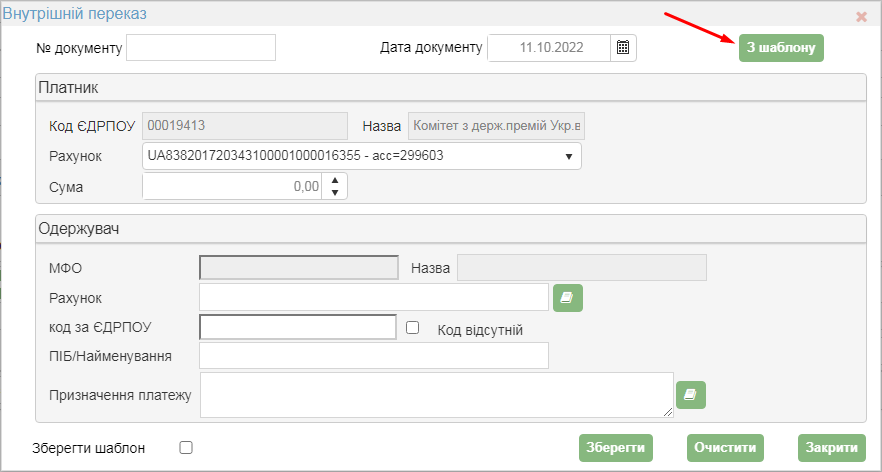 Внутрішній переказ
№ документу
Дата документу 11.10.2022
З шаблону
Платник
Код ЄДРПОУ 00019413 Назва Комітет з держ.премій Укр.в
Рахунок UA838201720343100001000016355 - acc=299603
Сума 0,00
Одержувач
МФО Назва
Рахунок
код за ЄДРПОУ Код відсутній
ПІБ/Найменування
Призначення платежу
Зберегти шаблон Зберегти Очистити Закрити